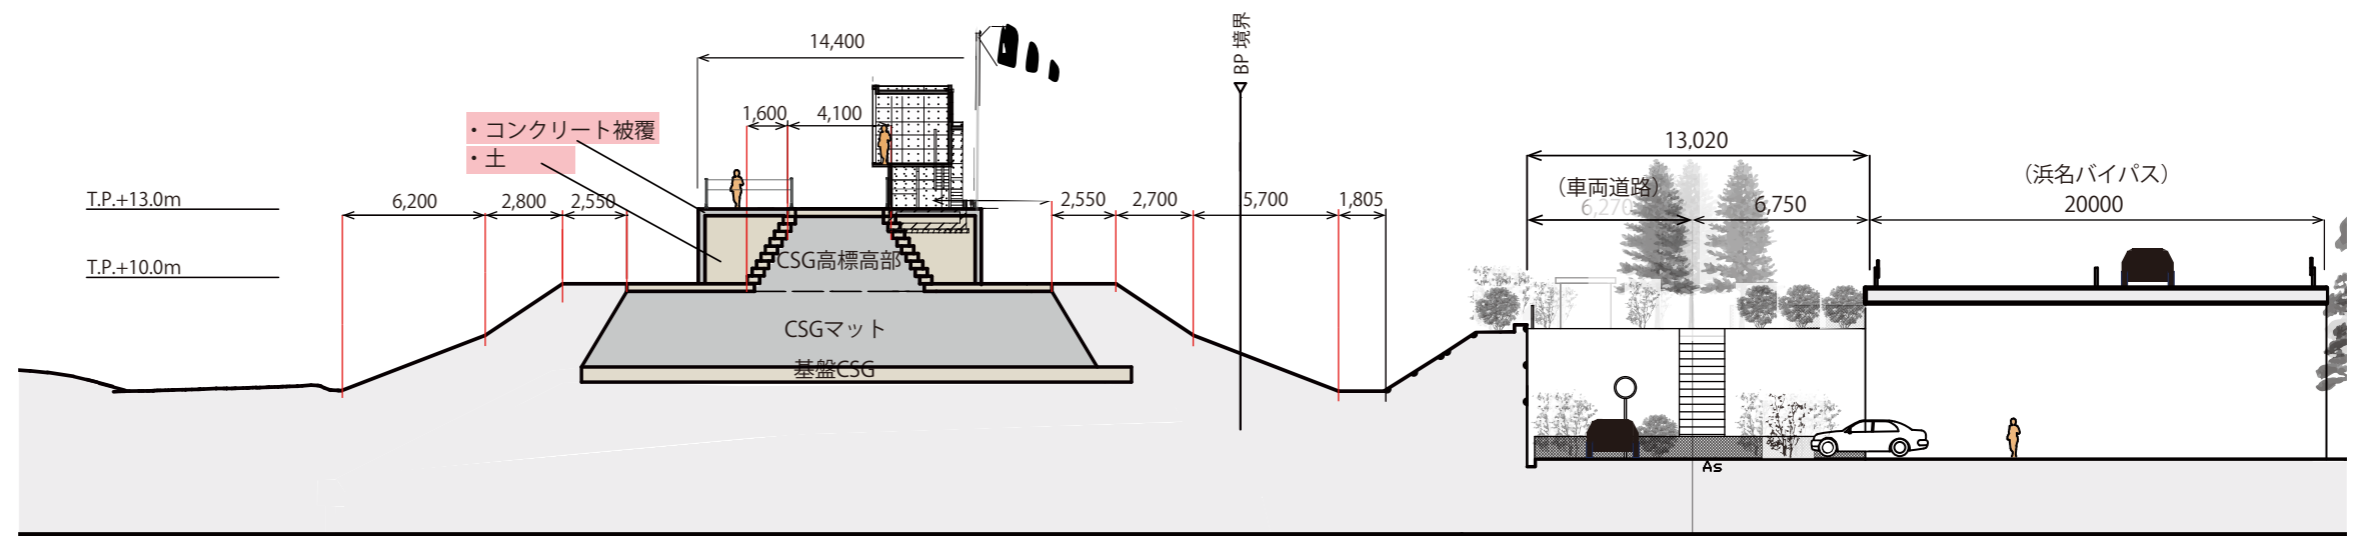 14,400
BP 境界
1,600
4,100
・コンクリート被覆
・土
13,020
(浜名バイパス)
(車両道路)
T.P.+13.0m
6,200
2,800
2,550
2,550
2,700
5,700
1,805
6,270
6,750
20000
T.P.+10.0m
CSG高標高部
CSGマット
基盤CSG
As